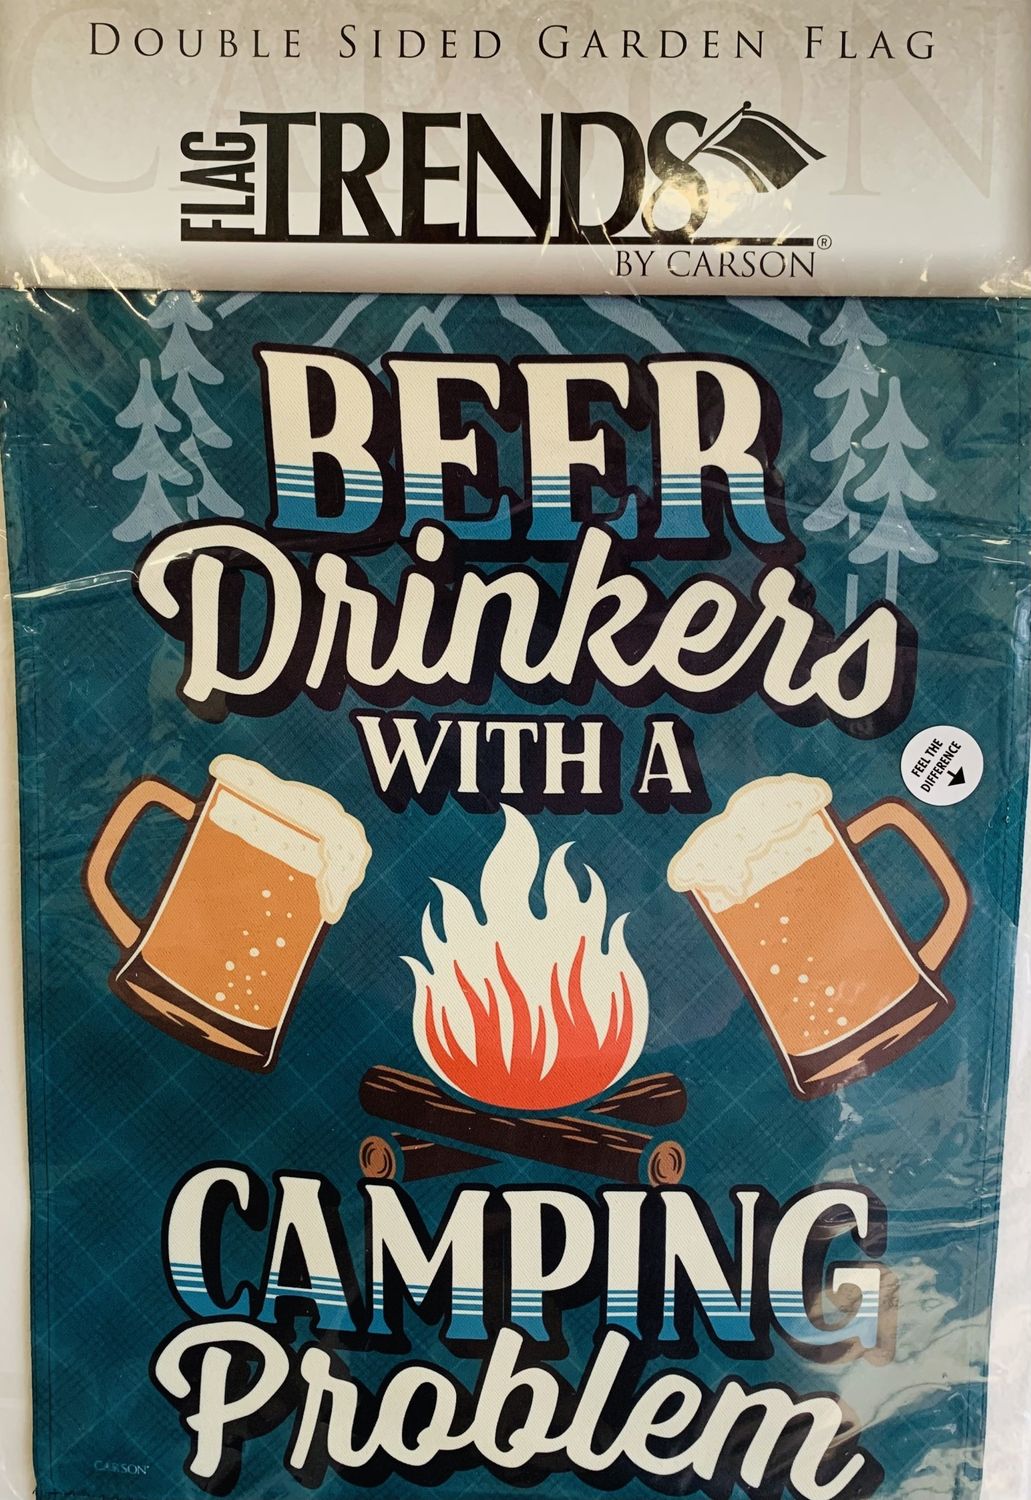 DOUBLE SIDED GARDEN FLAG
FLAG TRENDS®
BY CARSON
BEER
Drinkers
WITH A
FEEL THE
DIFFERENCE
CAMPING
Problem
CARSON